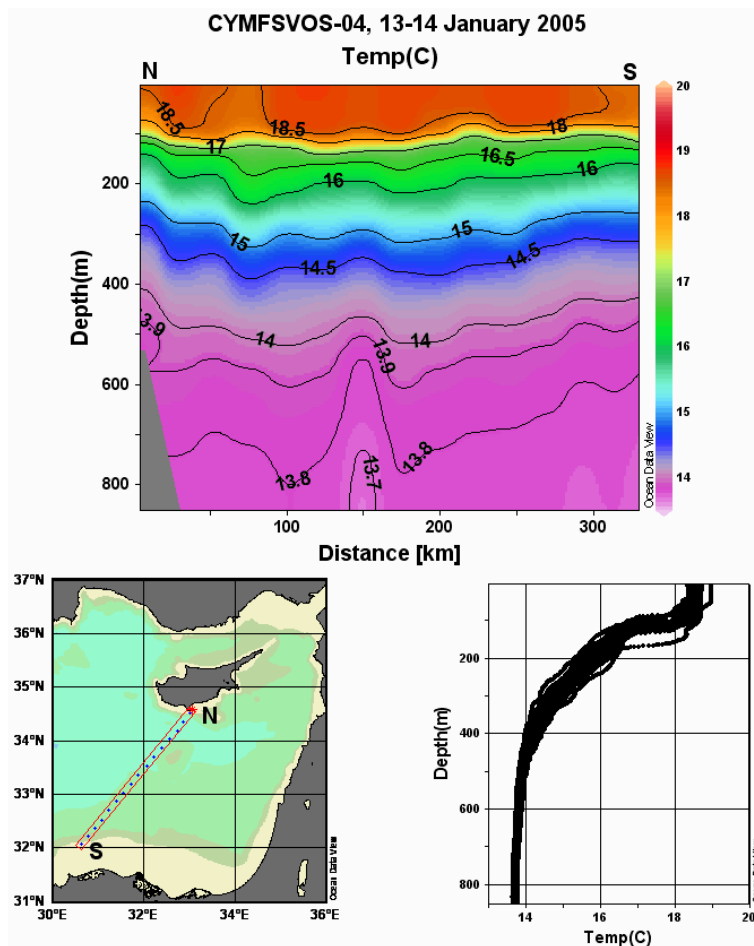 CYMFSVOS-04, 13-14 January 2005
Temp(C)
N S
20
19
18
17
16
15
14
18.5
18.5
18
17
16.5
16
16
15
15
14.5
14.5
14
14
13.9
13.9
13.8
13.8
13.7
200
400
600
800
Depth(m)
100 200 300
Distance [km]
Ocean Data View
37°N
36°N
35°N
34°N
33°N
32°N
31°N
30°E 32°E 34°E 36°E
N
S
Ocean Data View
200
400
600
800
Depth(m)
14 16 18 20
Temp(C)